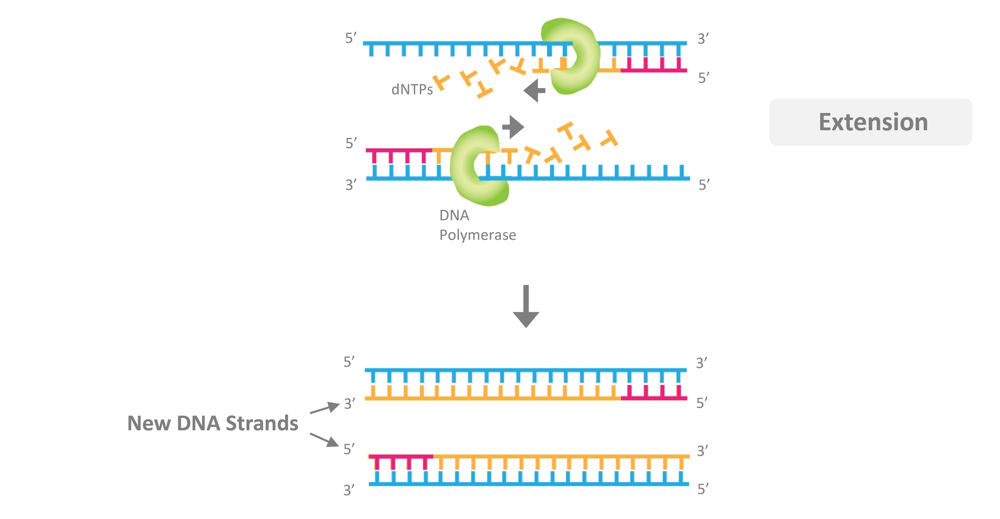 5’
3’
dNTPs
5’
Extension
5’
3’
5’
DNA
Polymerase
5’
3’
3’
5’
New DNA Strands
5’
3’
3’
5’